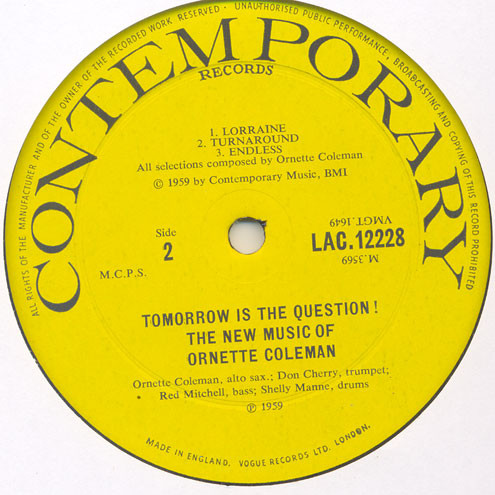 ALL RIGHTS OF THE MANUFACTURER AND OF THE OWNER OF THE RECORDED WORK RESERVED · UNAUTHORISED PUBLIC PERFORMANCE, BROADCASTING AND COPYING OF THIS RECORD PROHIBITED
CONTEMPORARY
RECORDS
1. LORRAINE
2. TURNAROUND
3. ENDLESS
All selections composed by Ornette Coleman
© 1959 by Contemporary Music, BMI
Side
2
M.C.P.S.
VMGT.1649
LAC.12228
M.3569
TOMORROW IS THE QUESTION!
THE NEW MUSIC OF
ORNETTE COLEMAN
Ornette Coleman, alto sax.; Don Cherry, trumpet;
Red Mitchell, bass; Shelly Manne, drums
℗ 1959
MADE IN ENGLAND. VOGUE RECORDS LTD. LONDON.